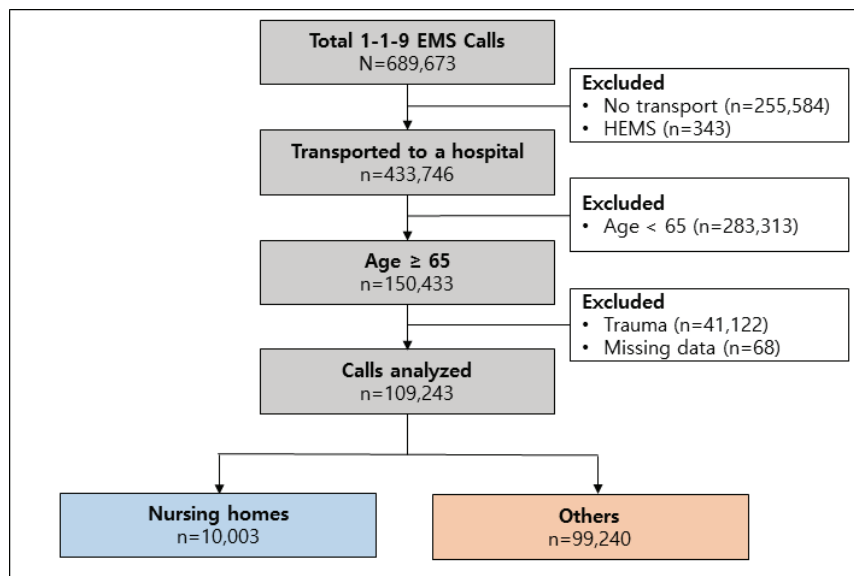 Total 1-1-9 EMS Calls
N=689,673
Excluded
• No transport (n=255,584)
• HEMS (n=343)
Transported to a hospital
n=433,746
Excluded
• Age < 65 (n=283,313)
Age ≥ 65
n=150,433
Excluded
• Trauma (n=41,122)
• Missing data (n=68)
Calls analyzed
n=109,243
Nursing homes
n=10,003
Others
n=99,240